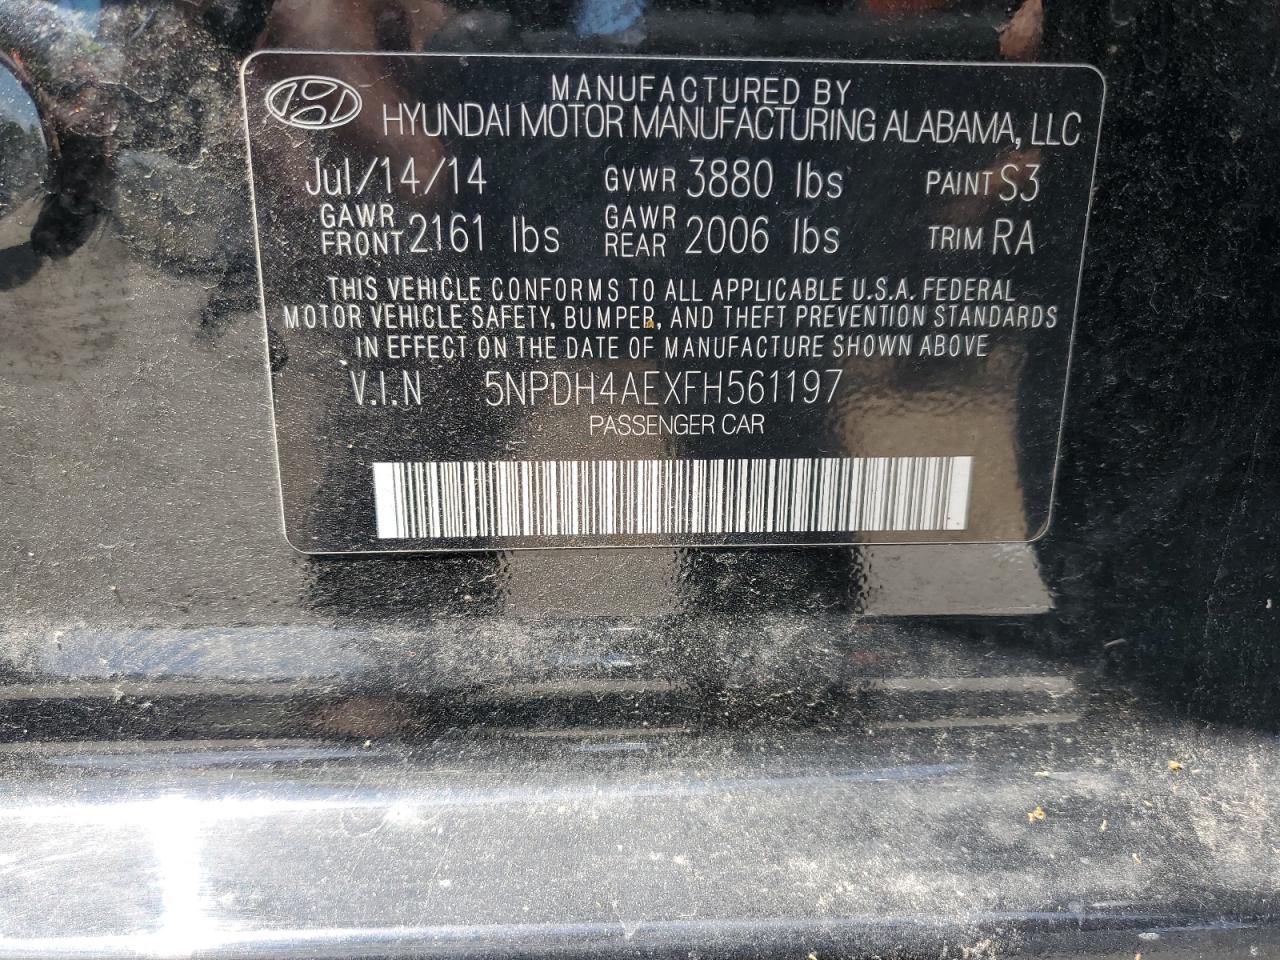 MANUFACTURED BY
HYUNDAI MOTOR MANUFACTURING ALABAMA, LLC
Jul/14/14 GVWR 3880 lbs PAINT S3
GAWR FRONT 2161 lbs GAWR REAR 2006 lbs TRIM RA
THIS VEHICLE CONFORMS TO ALL APPLICABLE U.S.A. FEDERAL
MOTOR VEHICLE SAFETY, BUMPER, AND THEFT PREVENTION STANDARDS
IN EFFECT ON THE DATE OF MANUFACTURE SHOWN ABOVE
V.I.N 5NPDH4AEXFH561197
PASSENGER CAR